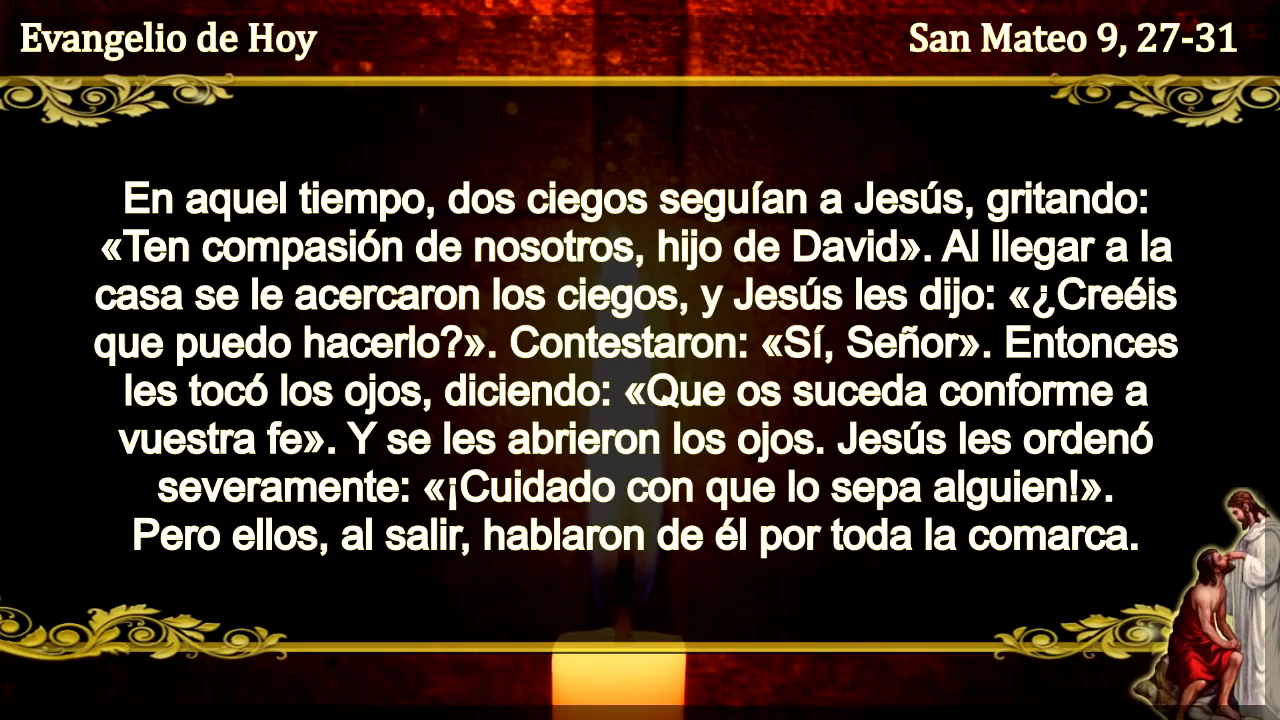 Evangelio de Hoy
San Mateo 9, 27-31
En aquel tiempo, dos ciegos seguían a Jesús, gritando:
«Ten compasión de nosotros, hijo de David». Al llegar a la
casa se le acercaron los ciegos, y Jesús les dijo: «¿Creéis
que puedo hacerlo?». Contestaron: «Sí, Señor». Entonces
les tocó los ojos, diciendo: «Que os suceda conforme a
vuestra fe». Y se les abrieron los ojos. Jesús les ordenó
severamente: «¡Cuidado con que lo sepa alguien!».
Pero ellos, al salir, hablaron de él por toda la comarca.